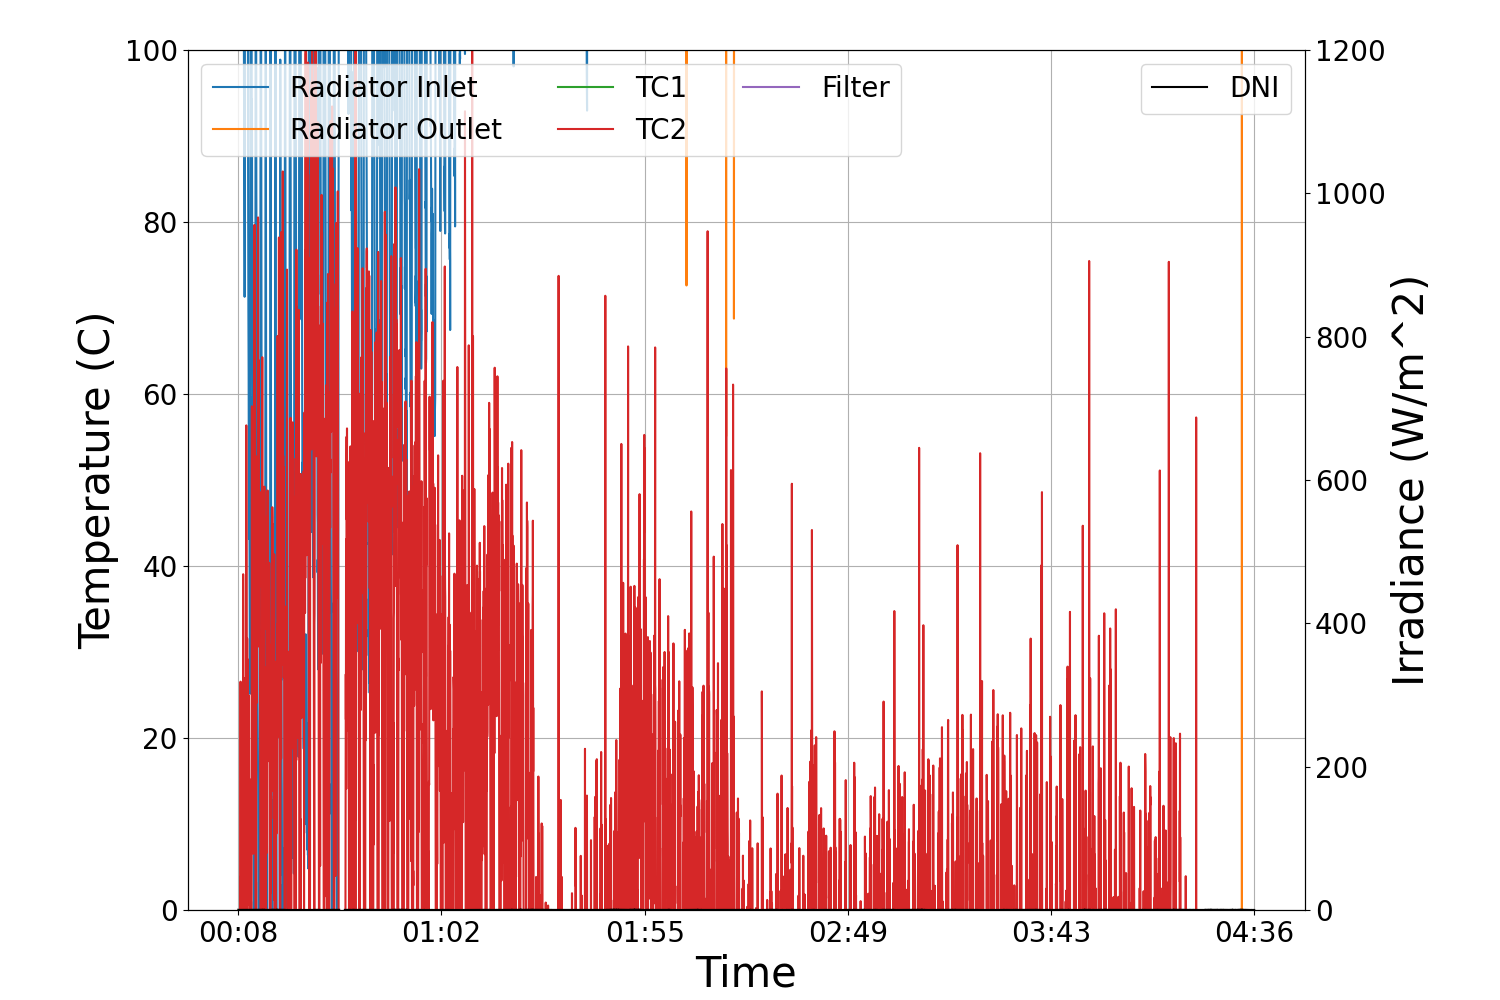 100
80
60
40
20
0
Temperature (C)
Radiator Inlet
Radiator Outlet
TC1
TC2
Filter
DNI
1200
1000
800
600
400
200
0
Irradiance (W/m^2)
00:08
01:02
01:55
02:49
03:43
04:36
Time